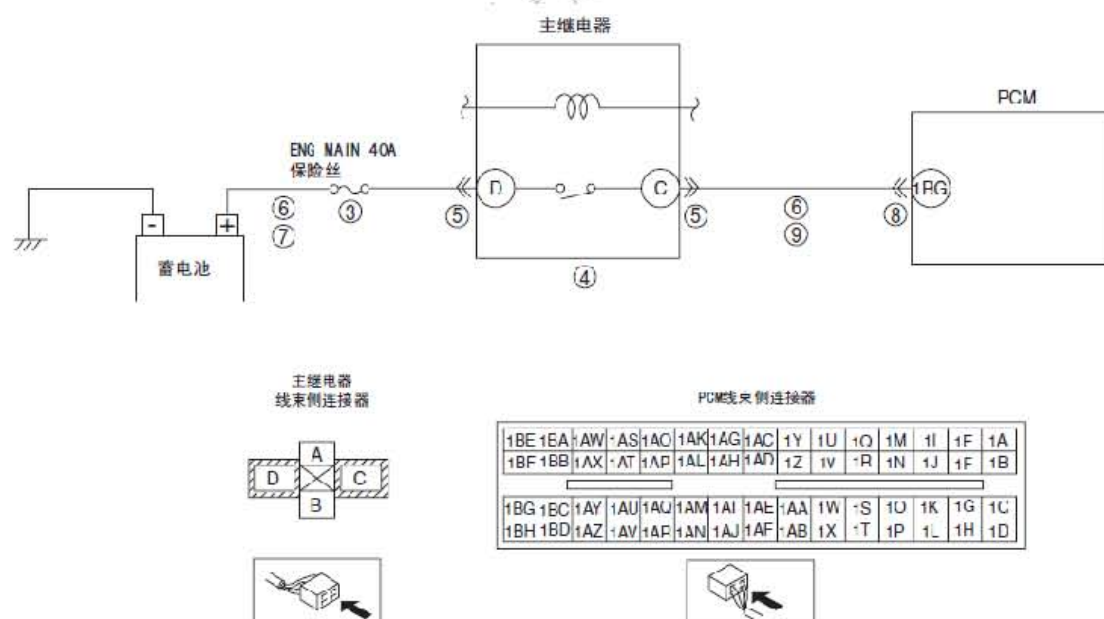 主继电器
PCM
ENG MAIN 40A
保险丝
D C 1BG
⑥ ③ ⑤ ⑤ ⑥ ⑧
⑦ ⑨
- +
蓄电池
④
主继电器
线束侧连接器
PCM线束侧连接器
A
D C
B
1BE 1BA 1AW 1AS 1AO 1AK 1AG 1AC 1Y 1U 1Q 1M 1I 1E 1A
1BF 1BB 1AX 1AT 1AP 1AL 1AH 1AD 1Z 1V 1R 1N 1J 1F 1B
1BG 1BC 1AY 1AU 1AQ 1AM 1AI 1AE 1AA 1W 1S 1O 1K 1G 1C
1BH 1BD 1AZ 1AV 1AR 1AN 1AJ 1AF 1AB 1X 1T 1P 1L 1H 1D